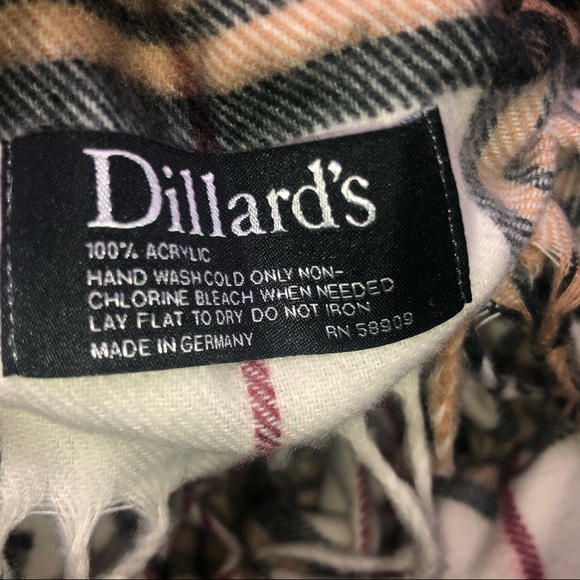 Dillard's
100% ACRYLIC
HAND WASH COLD ONLY NON-
CHLORINE BLEACH WHEN NEEDED
LAY FLAT TO DRY DO NOT IRON
MADE IN GERMANY RN 58909